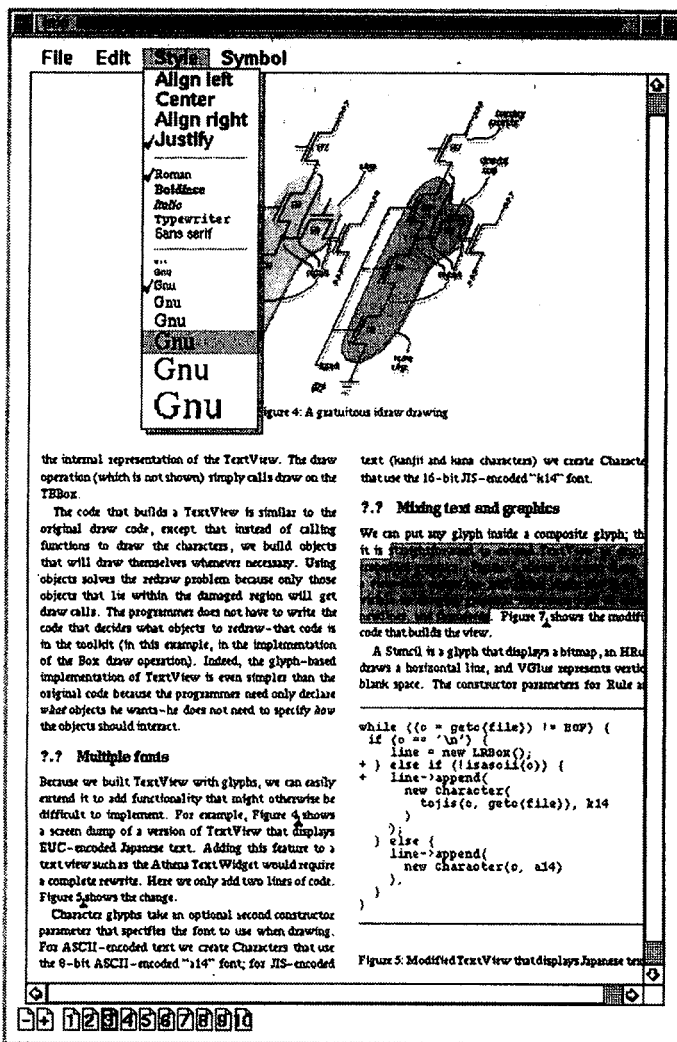 File Edit Style Symbol
Align left
Center
Align right
Justify
Roman
Boldface
Italic
Typewriter
Sans serif
Gnu
Gnu
Gnu
Gnu
Gnu
Gnu
Gnu
igure 4: A gratuitous idraw drawing
the internal representation of the TextView. The draw
operation (which is not shown) simply calls draw on the
TBBox.
The code that builds a TextView is similar to the
original draw code, except that instead of calling
functions to draw the characters, we build objects
that will draw themselves whenever necessary. Using
objects solves the redraw problem because only those
objects that lie within the damaged region will get
draw calls. The programmer does not have to write the
code that decides what objects to redraw-that code is
in the toolkit (in this example, in the implementation
of the Box draw operation). Indeed, the glyph-based
implementation of TextView is even simpler than the
original code because the programmer need only declare
what objects he wants-he does not need to specify how
the objects should interact.
?.? Multiple fonts
Because we built TextView with glyphs, we can easily
extend it to add functionality that might otherwise be
difficult to implement. For example, Figure 4 shows
a screen dump of a version of TextView that displays
EUC-encoded Japanese text. Adding this feature to a
text view such as the Athena Text Widget would require
a complete rewrite. Here we only add two lines of code.
Figure 5 shows the change.
Character glyphs take an optional second constructor
parameter that specifies the font to use when drawing.
For ASCII-encoded text we create Characters that use
the 8-bit ASCII-encoded "a14" font; for JIS-encoded
text (kanji and kana characters) we create Characte
that use the 16-bit JIS-encoded "k14" font.
?.? Mixing text and graphics
We can put any glyph inside a composite glyph; th
it is
Figure 7 shows the modifi
code that builds the view.
A Stencil is a glyph that displays a bitmap, an HRu
draws a horizontal line, and VGlue represents vertic
blank space. The constructor parameters for Rule a
while ((c = getc(file)) != EOF) {
if (c == '\n') {
line = new LRBox();
+ } else if (!isascii(c)) {
+ line->append(
new Character(
tojis(c, getc(file)), k14
)
);
} else {
line->append(
new Character(c, a14)
);
}
}
Figure 5: Modified TextView that displays Japanese tex
1 2 3 4 5 6 7 8 9 10